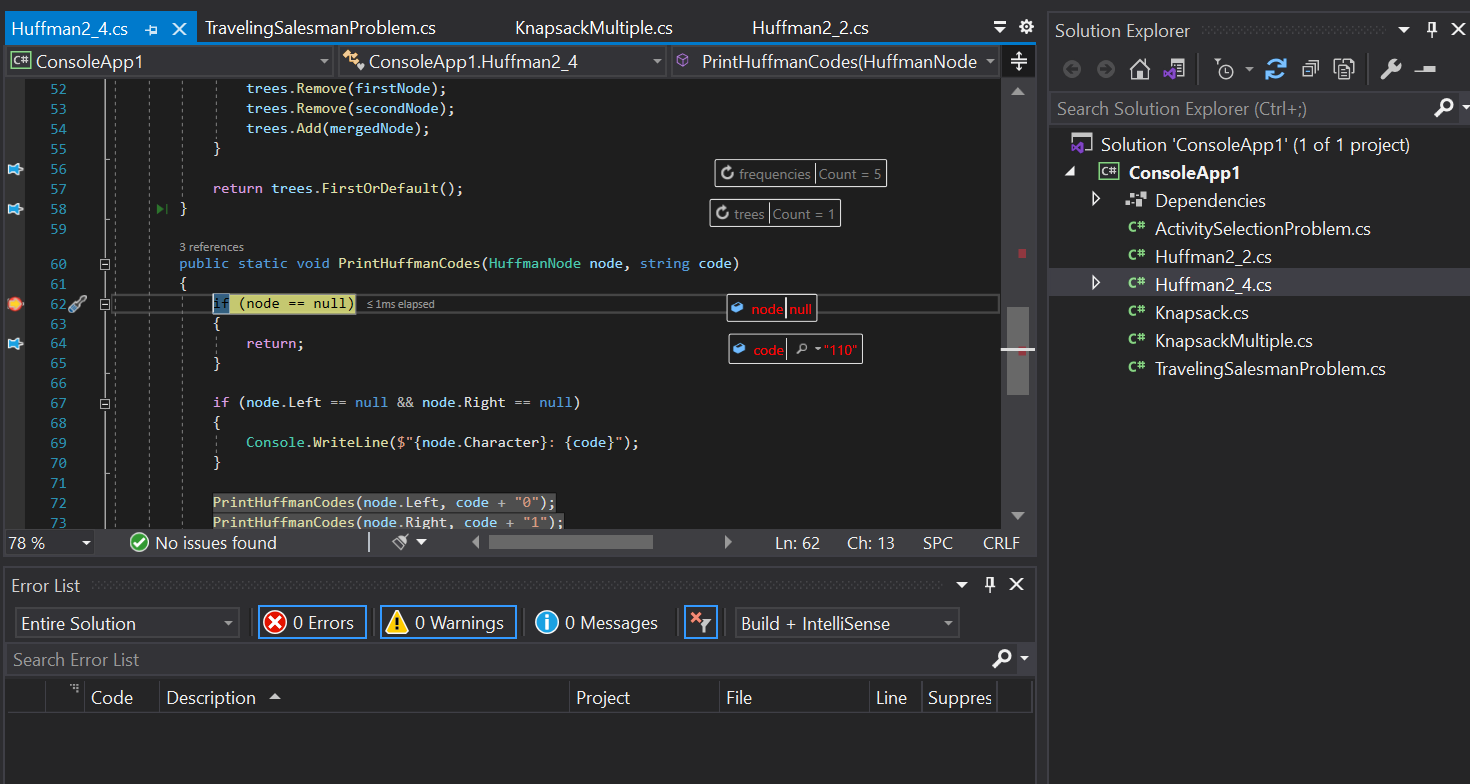 Huffman2_4.cs
TravelingSalesmanProblem.cs
KnapsackMultiple.cs
Huffman2_2.cs
C# ConsoleApp1
ConsoleApp1.Huffman2_4
PrintHuffmanCodes(HuffmanNode
52 trees.Remove(firstNode);
53 trees.Remove(secondNode);
54 trees.Add(mergedNode);
55 }
56
frequencies Count = 5
57 return trees.FirstOrDefault();
58 }
trees Count = 1
59
3 references
60 public static void PrintHuffmanCodes(HuffmanNode node, string code)
61 {
62 if (node == null) ≤ 1ms elapsed
node null
63 {
64 return;
code "110"
65 }
66
67 if (node.Left == null && node.Right == null)
68 {
69 Console.WriteLine($"{node.Character}: {code}");
70 }
71
72 PrintHuffmanCodes(node.Left, code + "0");
73 PrintHuffmanCodes(node.Right, code + "1");
78 %
No issues found
Ln: 62 Ch: 13 SPC CRLF
Error List
Entire Solution
0 Errors
0 Warnings
0 Messages
Build + IntelliSense
Search Error List
Code Description Project File Line Suppres
Solution Explorer
Search Solution Explorer (Ctrl+;)
Solution 'ConsoleApp1' (1 of 1 project)
C# ConsoleApp1
Dependencies
C# ActivitySelectionProblem.cs
C# Huffman2_2.cs
C# Huffman2_4.cs
C# Knapsack.cs
C# KnapsackMultiple.cs
C# TravelingSalesmanProblem.cs